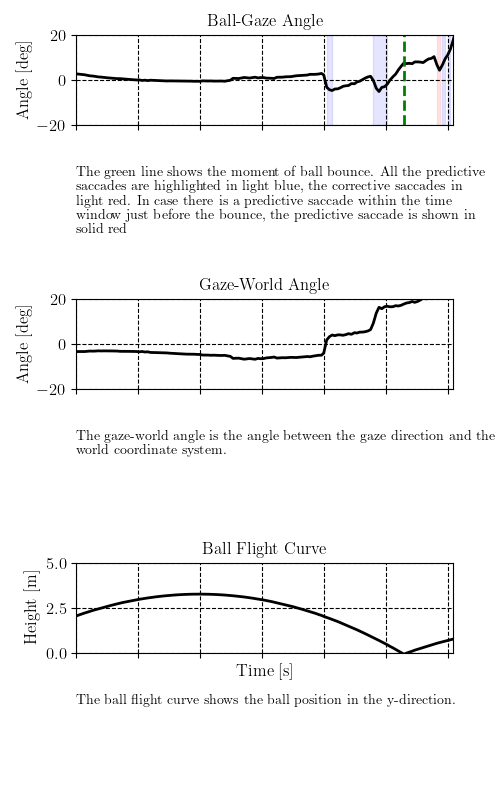 Ball-Gaze Angle
Angle [deg]
20
0
−20
The green line shows the moment of ball bounce. All the predictive
saccades are highlighted in light blue, the corrective saccades in
light red. In case there is a predictive saccade within the time
window just before the bounce, the predictive saccade is shown in
solid red
Gaze-World Angle
Angle [deg]
20
0
−20
The gaze-world angle is the angle between the gaze direction and the
world coordinate system.
Ball Flight Curve
Height [m]
5.0
2.5
0.0
Time [s]
The ball flight curve shows the ball position in the y-direction.